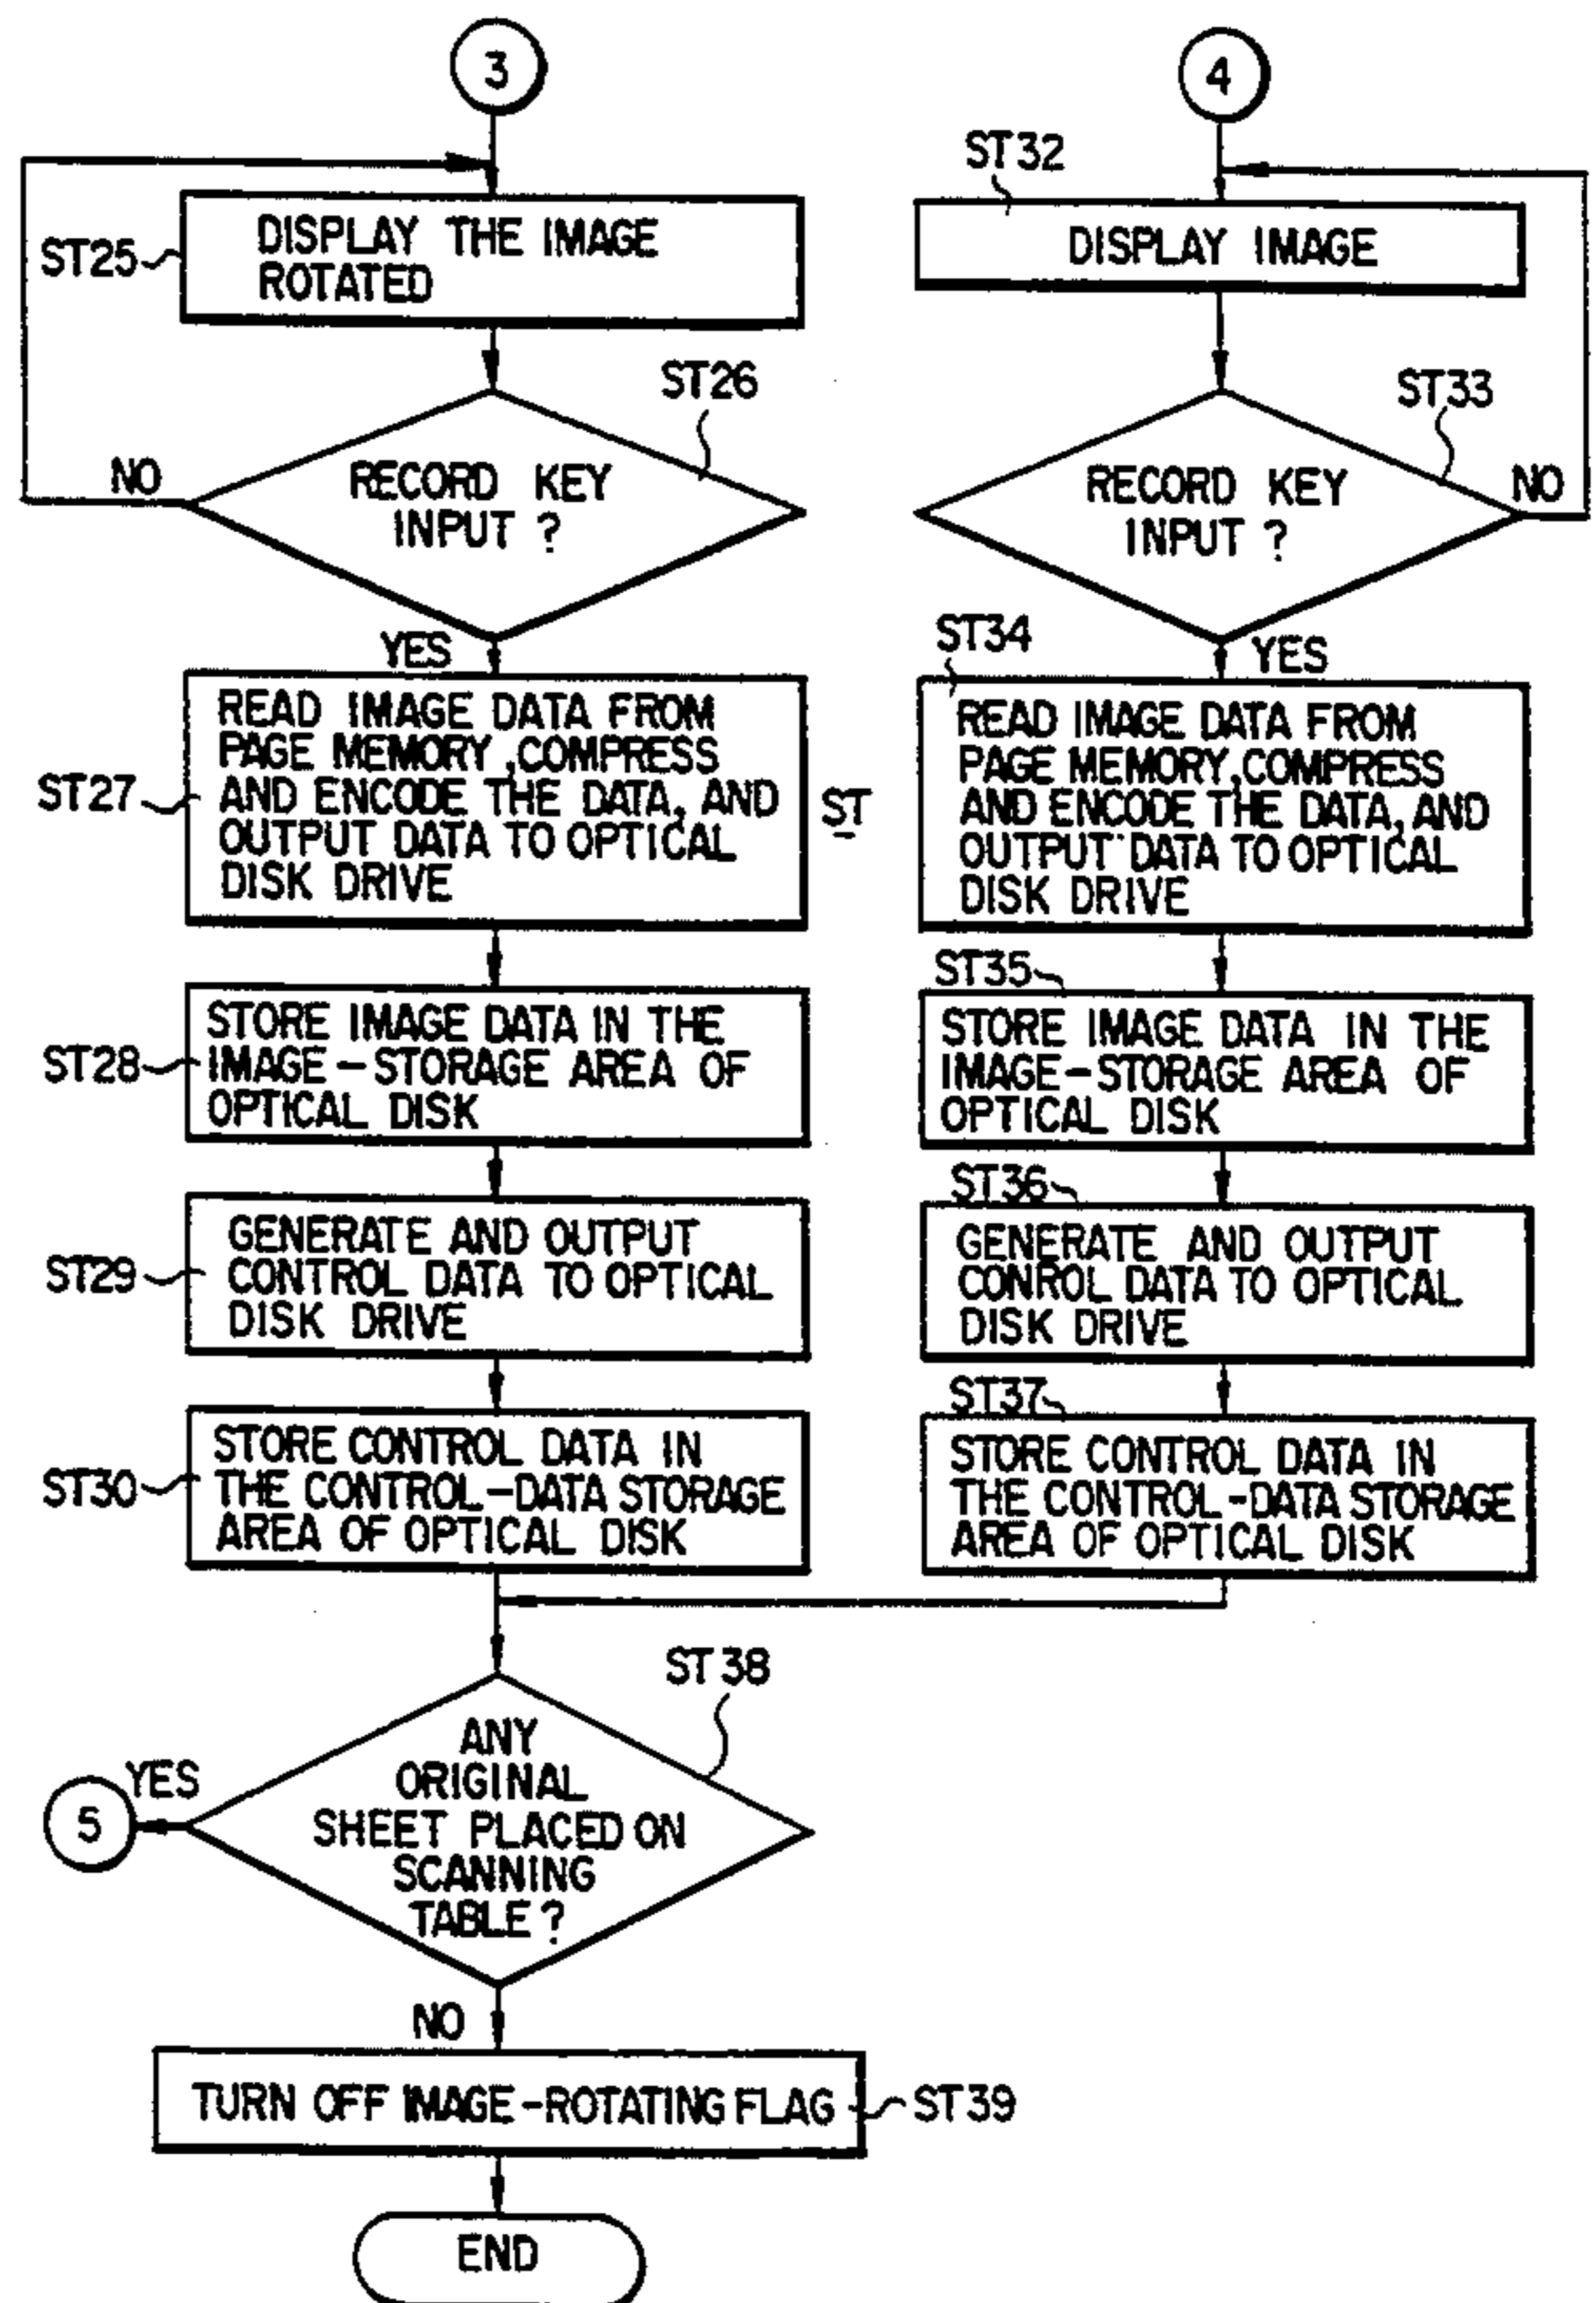 3
ST25
DISPLAY THE IMAGE
ROTATED
ST26
NO
RECORD KEY
INPUT ?
YES
ST27
READ IMAGE DATA FROM
PAGE MEMORY ,COMPRESS
AND ENCODE THE DATA, AND
OUTPUT DATA TO OPTICAL
DISK DRIVE
ST28
STORE IMAGE DATA IN THE
IMAGE-STORAGE AREA OF
OPTICAL DISK
ST29
GENERATE AND OUTPUT
CONTROL DATA TO OPTICAL
DISK DRIVE
ST30
STORE CONTROL DATA IN
THE CONTROL-DATA STORAGE
AREA OF OPTICAL DISK
ST
4
ST32
DISPLAY IMAGE
ST33
RECORD KEY
INPUT ?
NO
YES
ST34
READ IMAGE DATA FROM
PAGE MEMORY,COMPRESS
AND ENCODE THE DATA, AND
OUTPUT DATA TO OPTICAL
DISK DRIVE
ST35
STORE IMAGE DATA IN THE
IMAGE-STORAGE AREA OF
OPTICAL DISK
ST36
GENERATE AND OUTPUT
CONROL DATA TO OPTICAL
DISK DRIVE
ST37
STORE CONTROL DATA IN
THE CONTROL-DATA STORAGE
AREA OF OPTICAL DISK
ST38
ANY
ORIGINAL
SHEET PLACED ON
SCANNING
TABLE ?
YES
5
NO
TURN OFF IMAGE-ROTATING FLAG
ST39
END